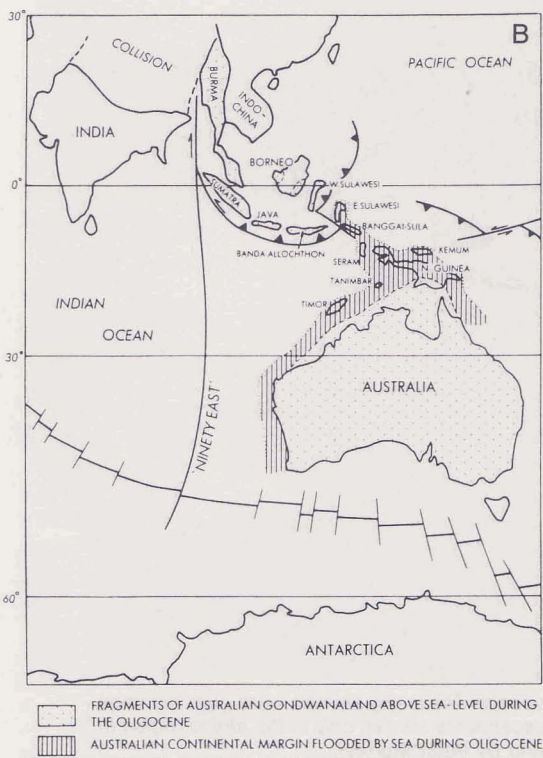 30°
B
COLLISION
PACIFIC OCEAN
BURMA
INDO-
CHINA
INDIA
BORNEO
0°
W. SULAWESI
SUMATRA
E. SULAWESI
JAVA
BANGGAI-SULA
BANDA ALLOCHTHON
KEMUM
SERAM
N. GUINEA
TANIMBAR
INDIAN
OCEAN
TIMOR
30°
AUSTRALIA
'NINETY EAST'
60°
ANTARCTICA
FRAGMENTS OF AUSTRALIAN GONDWANALAND ABOVE SEA-LEVEL DURING
THE OLIGOCENE
AUSTRALIAN CONTINENTAL MARGIN FLOODED BY SEA DURING OLIGOCENE